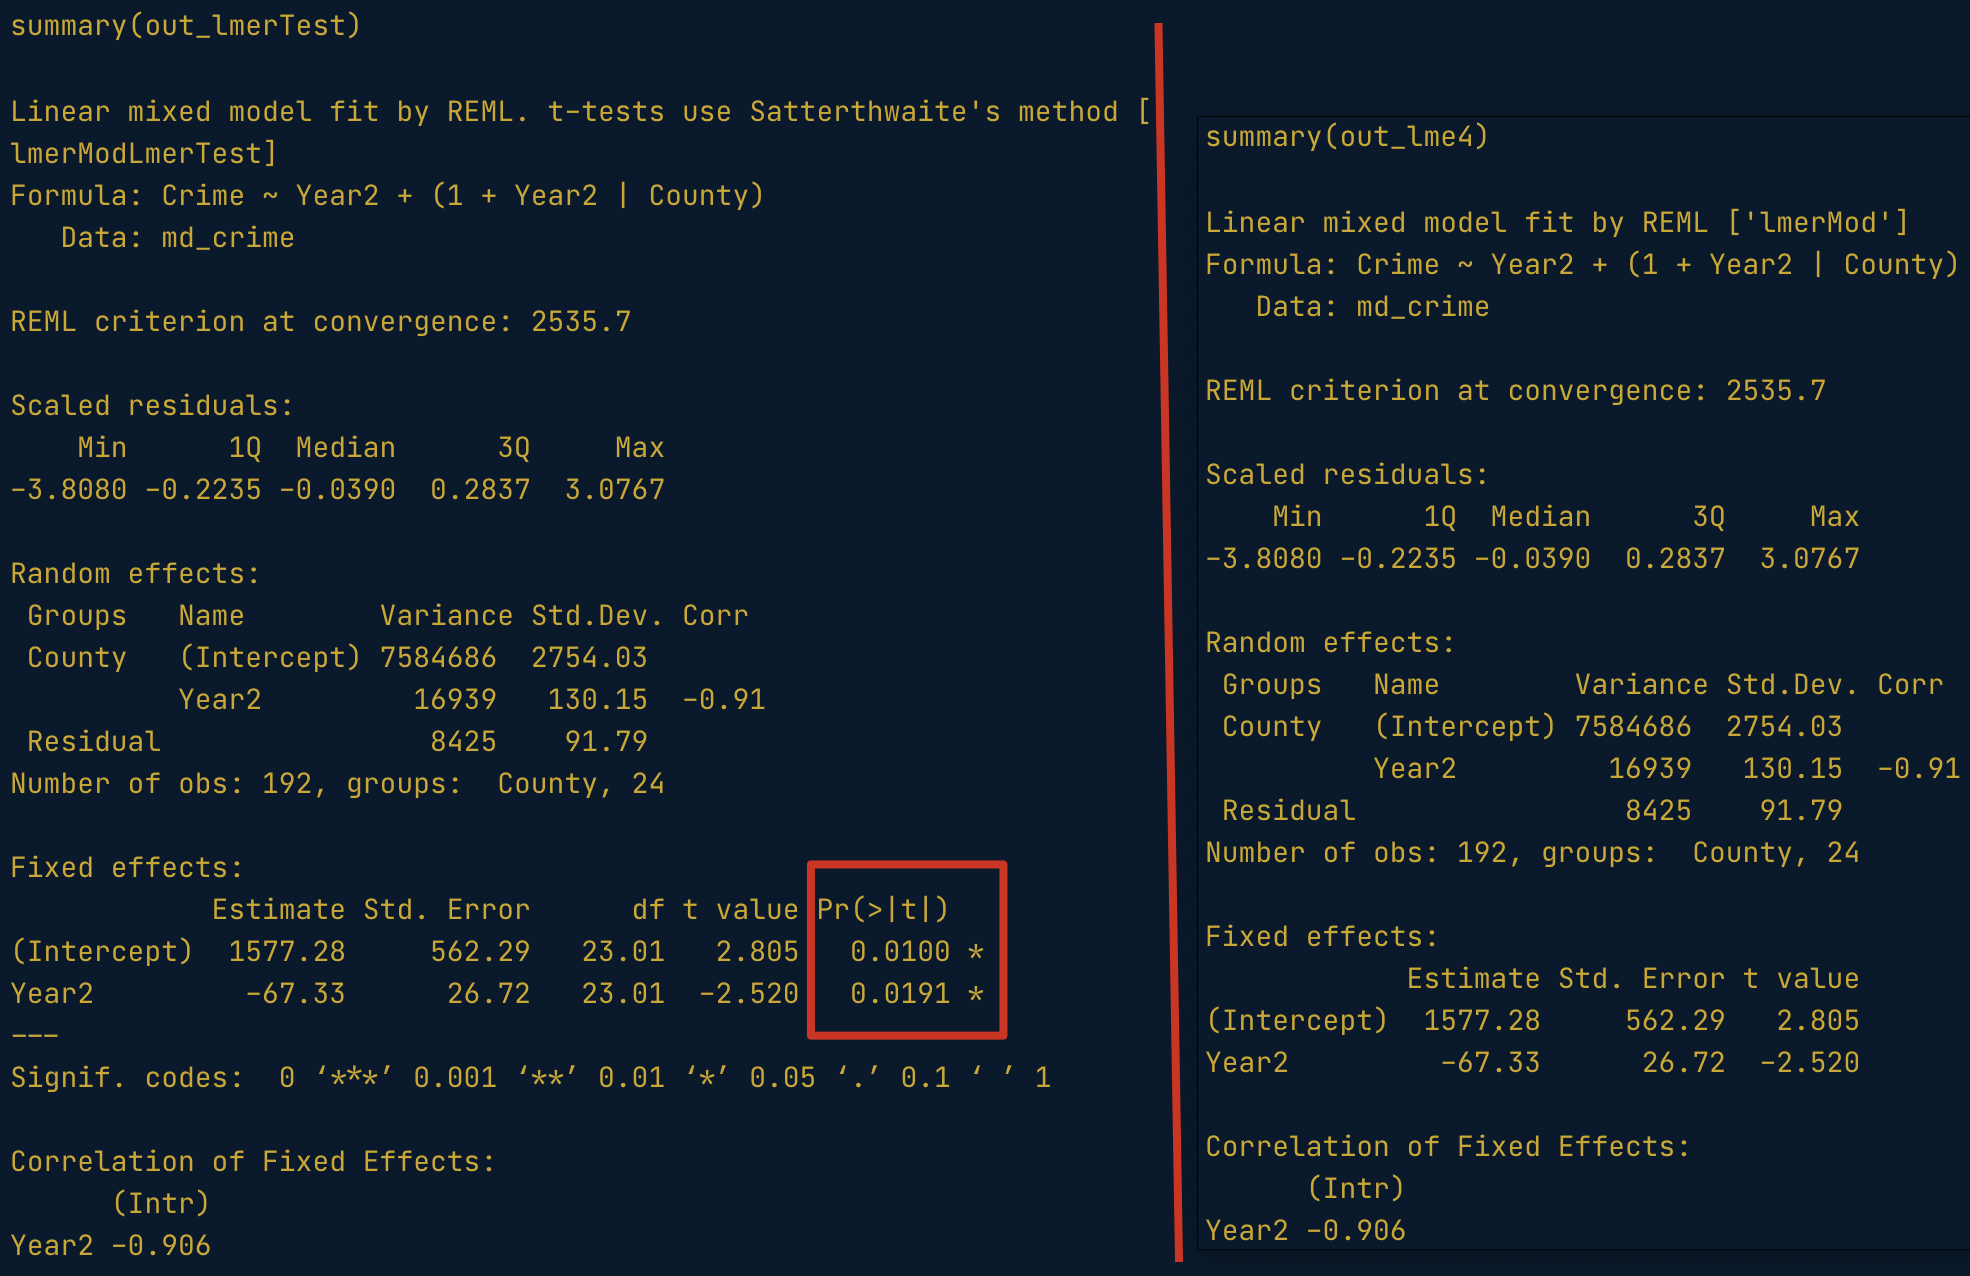 summary(out_lmerTest)
Linear mixed model fit by REML. t-tests use Satterthwaite's method [
lmerModLmerTest]
Formula: Crime ~ Year2 + (1 + Year2 | County)
   Data: md_crime
REML criterion at convergence: 2535.7
Scaled residuals:
    Min      1Q  Median      3Q     Max
-3.8080 -0.2235 -0.0390  0.2837  3.0767
Random effects:
 Groups   Name        Variance Std.Dev. Corr
 County   (Intercept) 7584686  2754.03
          Year2         16939   130.15  -0.91
 Residual                8425    91.79
Number of obs: 192, groups:  County, 24
Fixed effects:
            Estimate Std. Error      df t value Pr(>|t|)
(Intercept)  1577.28     562.29   23.01   2.805   0.0100 *
Year2         -67.33      26.72   23.01  -2.520   0.0191 *
---
Signif. codes:  0 ‘***’ 0.001 ‘**’ 0.01 ‘*’ 0.05 ‘.’ 0.1 ‘ ’ 1
Correlation of Fixed Effects:
      (Intr)
Year2 -0.906
summary(out_lme4)
Linear mixed model fit by REML ['lmerMod']
Formula: Crime ~ Year2 + (1 + Year2 | County)
   Data: md_crime
REML criterion at convergence: 2535.7
Scaled residuals:
    Min      1Q  Median      3Q     Max
-3.8080 -0.2235 -0.0390  0.2837  3.0767
Random effects:
 Groups   Name        Variance Std.Dev. Corr
 County   (Intercept) 7584686  2754.03
          Year2         16939   130.15  -0.91
 Residual                8425    91.79
Number of obs: 192, groups:  County, 24
Fixed effects:
            Estimate Std. Error t value
(Intercept)  1577.28     562.29   2.805
Year2         -67.33      26.72  -2.520
Correlation of Fixed Effects:
      (Intr)
Year2 -0.906